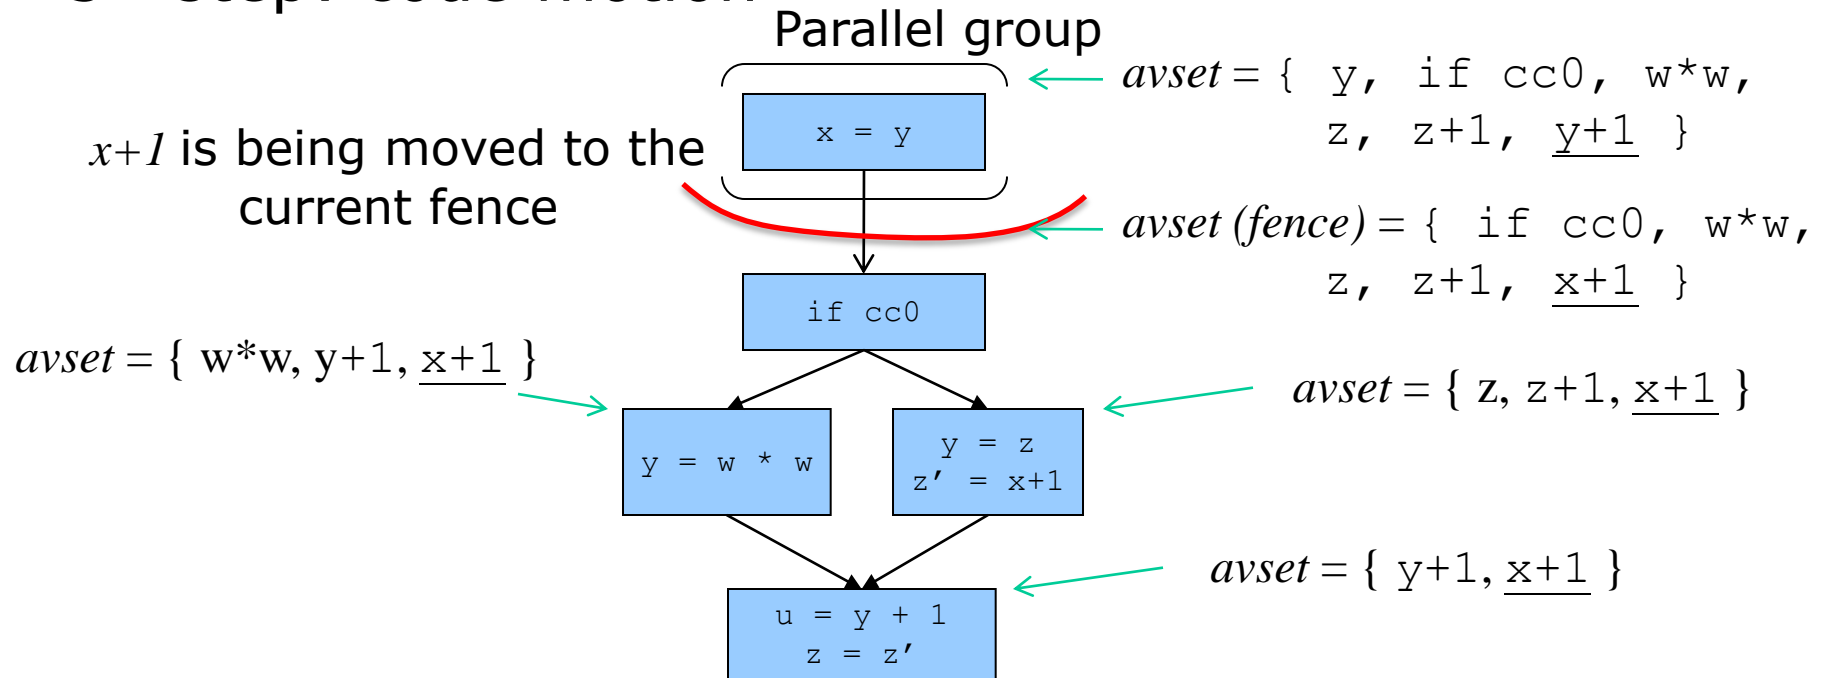 Parallel group
avset = { y, if cc0, w*w,
z, z+1, y+1 }
x = y
x+1 is being moved to the
current fence
avset (fence) = { if cc0, w*w,
z, z+1, x+1 }
if cc0
avset = { w*w, y+1, x+1 }
avset = { z, z+1, x+1 }
y = w * w
y = z
z′ = x+1
avset = { y+1, x+1 }
u = y + 1
z = z′